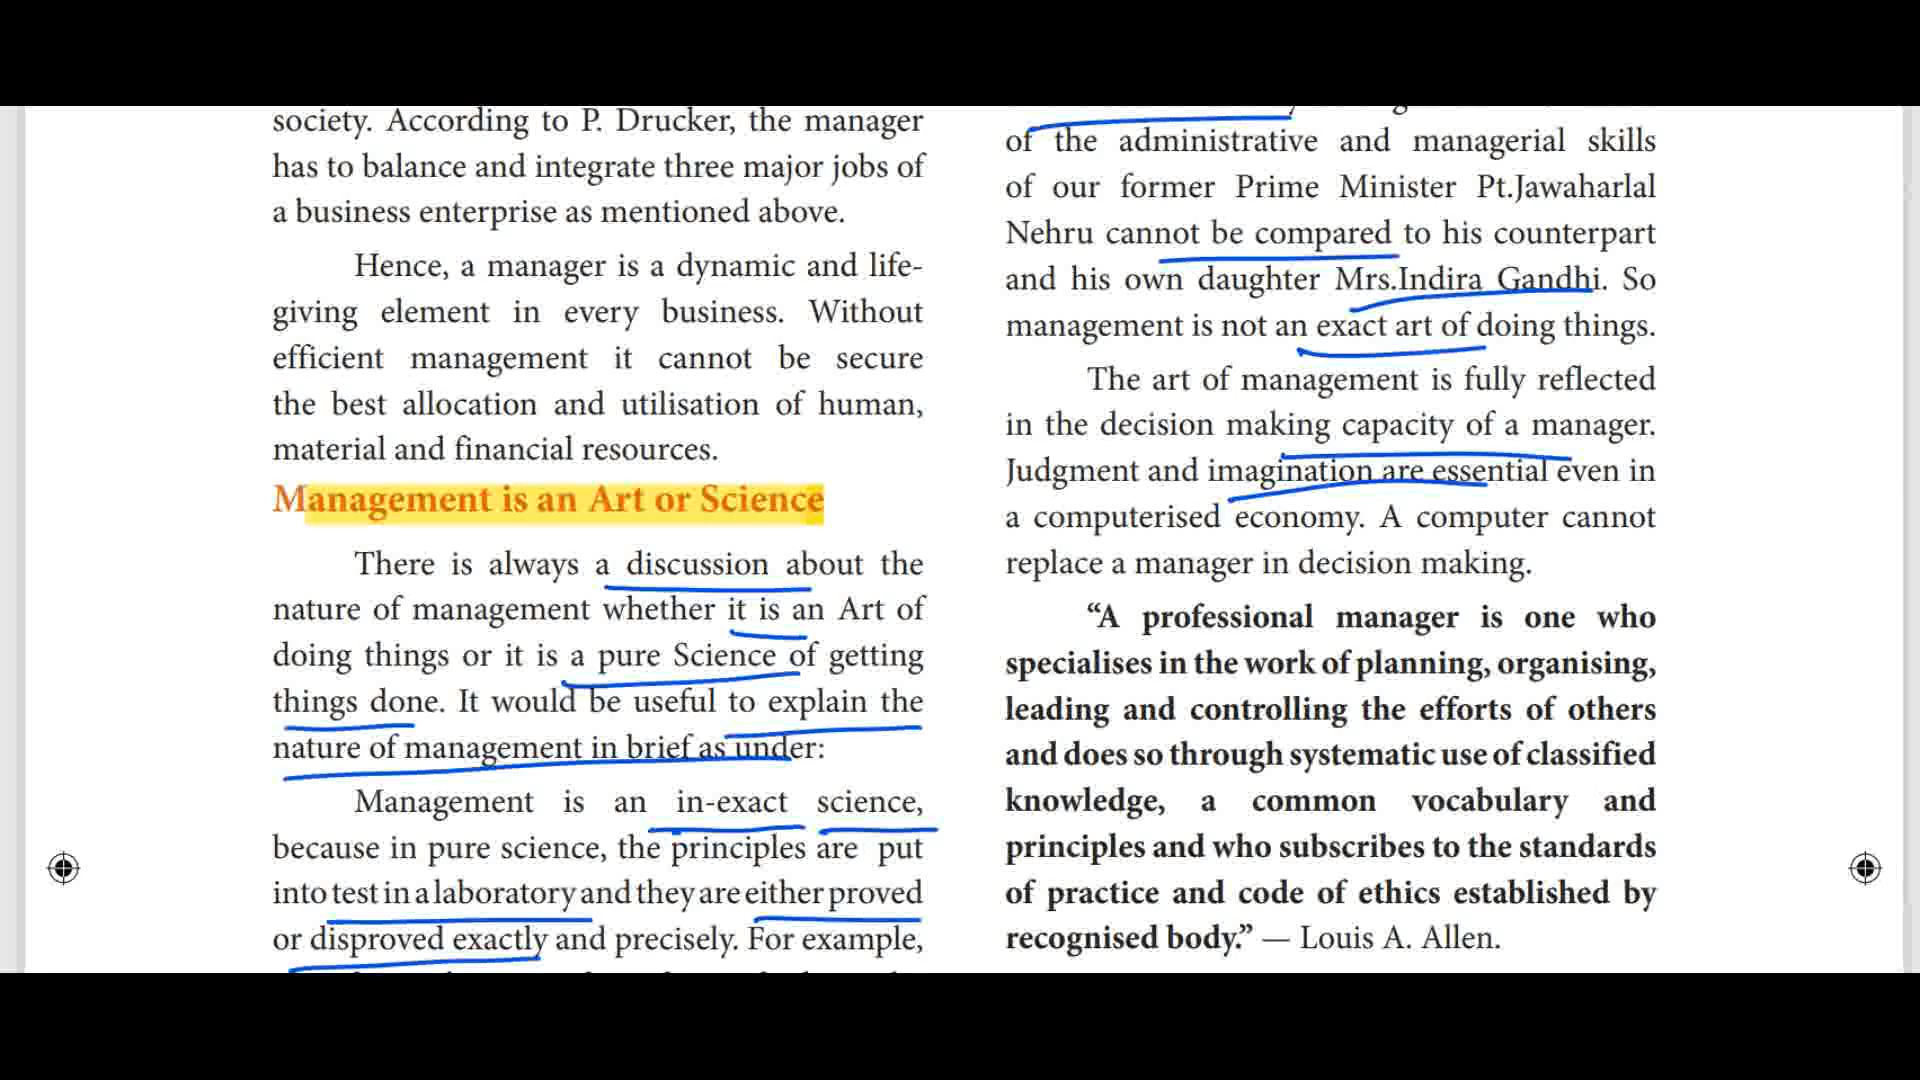 society. According to P. Drucker, the manager
has to balance and integrate three major jobs of
a business enterprise as mentioned above.
Hence, a manager is a dynamic and life-
giving element in every business. Without
efficient management it cannot be secure
the best allocation and utilisation of human,
material and financial resources.
Management is an Art or Science
There is always a discussion about the
nature of management whether it is an Art of
doing things or it is a pure Science of getting
things done. It would be useful to explain the
nature of management in brief as under:
Management is an in-exact science,
because in pure science, the principles are put
into test in a laboratory and they are either proved
or disproved exactly and precisely. For example,
of the administrative and managerial skills
of our former Prime Minister Pt.Jawaharlal
Nehru cannot be compared to his counterpart
and his own daughter Mrs.Indira Gandhi. So
management is not an exact art of doing things.
The art of management is fully reflected
in the decision making capacity of a manager.
Judgment and imagination are essential even in
a computerised economy. A computer cannot
replace a manager in decision making.
“A professional manager is one who
specialises in the work of planning, organising,
leading and controlling the efforts of others
and does so through systematic use of classified
knowledge, a common vocabulary and
principles and who subscribes to the standards
of practice and code of ethics established by
recognised body.” — Louis A. Allen.